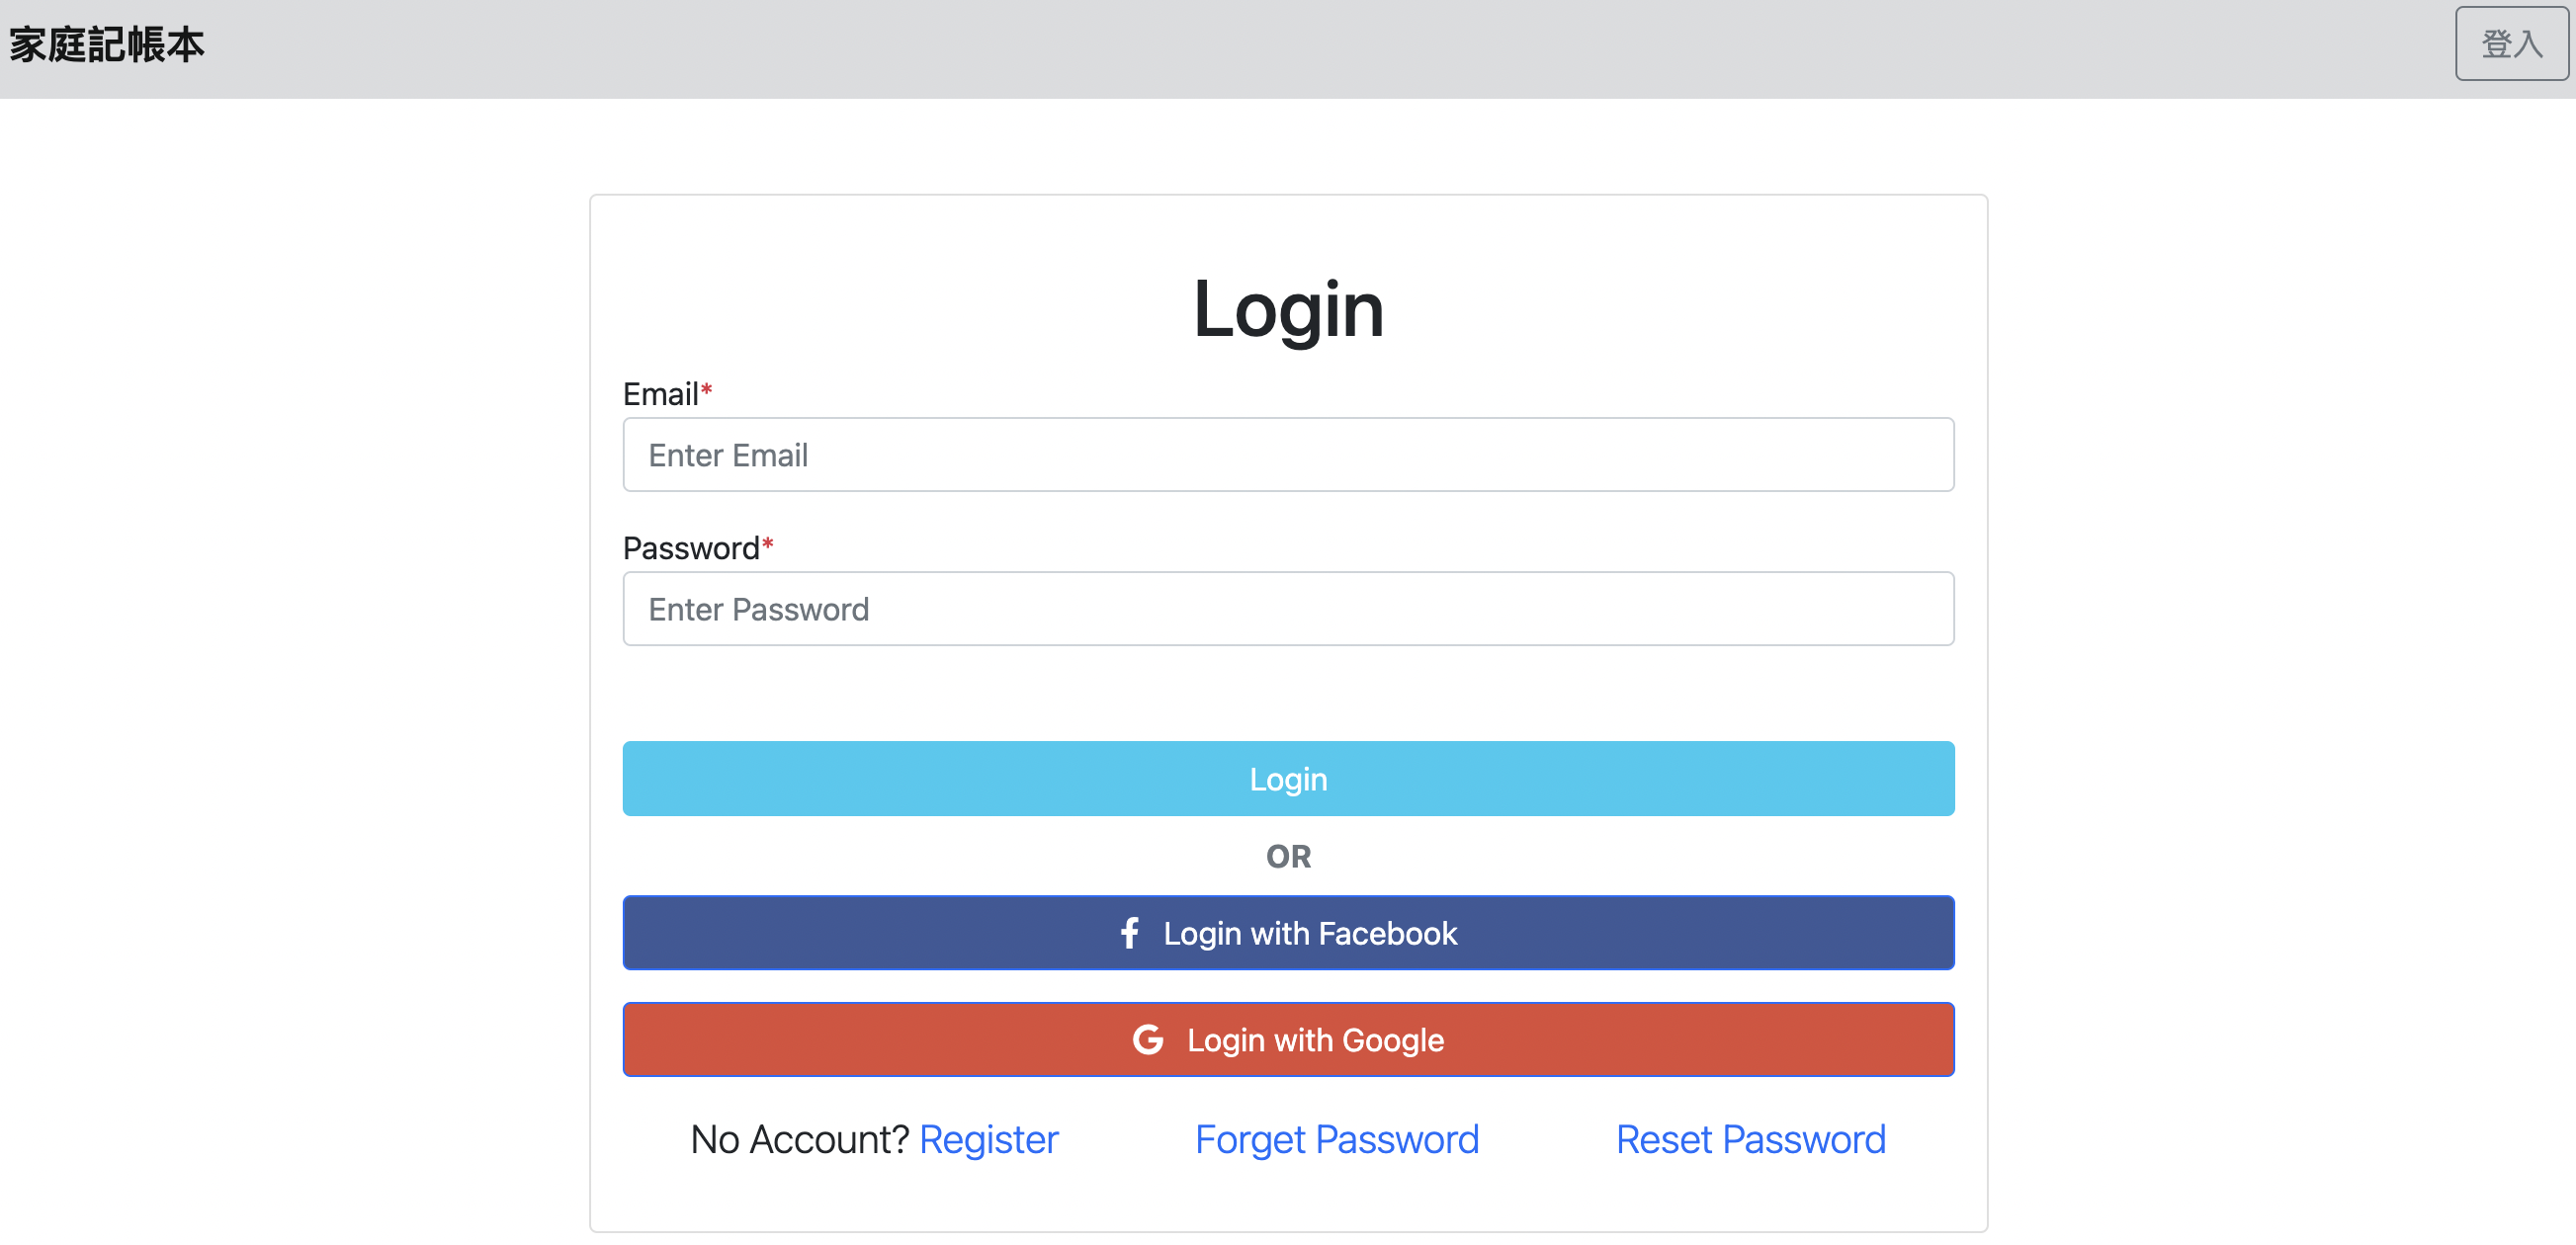 家庭記帳本
登入
Login
Email*
Enter Email
Password*
Enter Password
Login
OR
Login with Facebook
Login with Google
No Account? Register Forget Password Reset Password